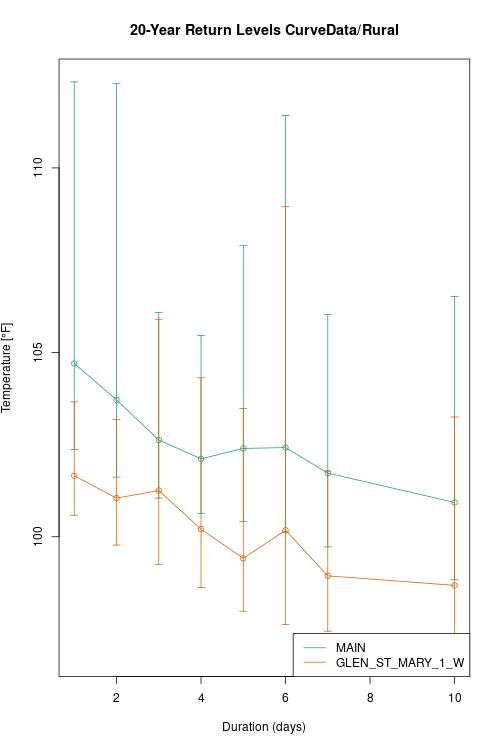 20-Year Return Levels CurveData/Rural
110
105
100
Temperature [°F]
2 4 6 8 10
Duration (days)
MAIN
GLEN_ST_MARY_1_W